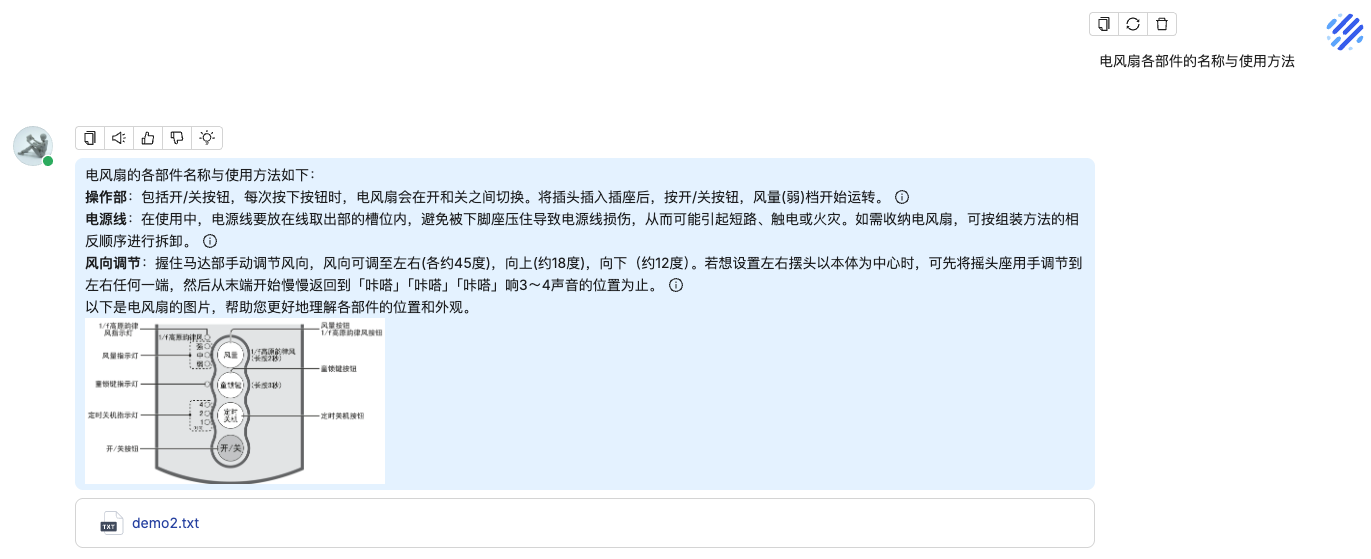 电风扇各部件的名称与使用方法
电风扇的各部件名称与使用方法如下：
操作部：包括开/关按钮，每次按下按钮时，电风扇会在开和关之间切换。将插头插入插座后，按开/关按钮，风量(弱)档开始运转。
电源线：在使用中，电源线要放在线取出部的槽位内，避免被下脚座压住导致电源线损伤，从而可能引起短路、触电或火灾。如需收纳电风扇，可按组装方法的相
反顺序进行拆卸。
风向调节：握住马达部手动调节风向，风向可调至左右(各约45度)，向上(约18度)，向下（约12度）。若想设置左右摆头以本体为中心时，可先将摇头座用手调节到
左右任何一端，然后从末端开始慢慢返回到「咔嗒」「咔嗒」「咔嗒」响3～4声音的位置为止。
以下是电风扇的图片，帮助您更好地理解各部件的位置和外观。
1/f高原韵律
风指示灯
1/f高原韵律风
风量按钮
1/f高原韵律风按钮
强
中
弱
风量指示灯
风量
1/f高原韵律风
(长按2秒)
童锁键按钮
童锁键指示灯
童锁键
(长按3秒)
4
2
1
定时关机指示灯
定时
关机
定时关机按钮
开/关按钮
开/关
TXT
demo2.txt